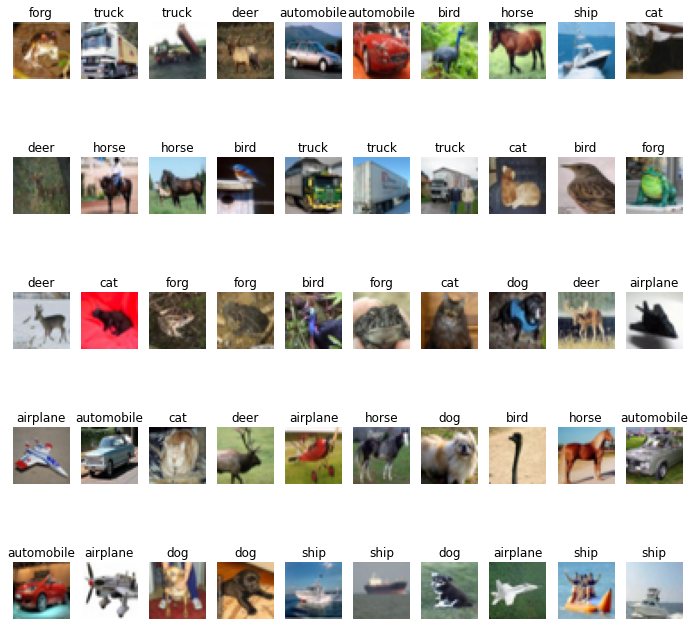 forg truck truck deer automobile automobile bird horse ship cat
deer horse horse bird truck truck truck cat bird forg
deer cat forg forg bird forg cat dog deer airplane
airplane automobile cat deer airplane horse dog bird horse automobile
automobile airplane dog dog ship ship dog airplane ship ship